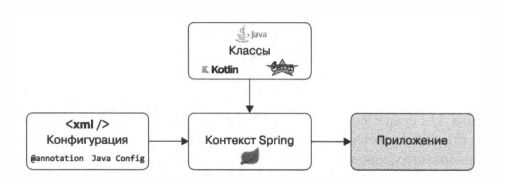 Java
Классы
Kotlin
<xml />
Конфигурация
@annotation Java Config
Контекст Spring
Приложение